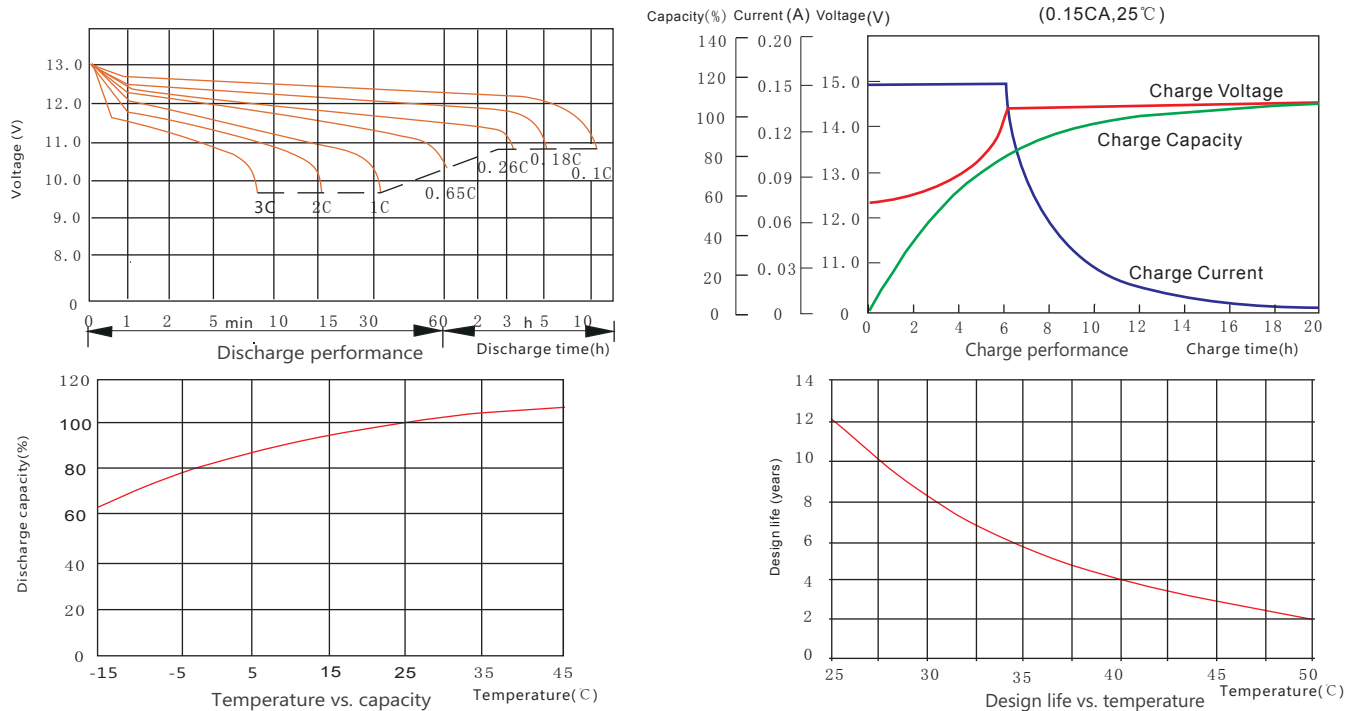 Voltage (V)
13.0
12.0
11.0
10.0
9.0
8.0
0
3C
2C
1C
0.65C
0.26C
0.18C
0.1C
0 1 2 5 min 10 15 30 60 2 3 h 5 10
Discharge performance
Discharge time(h)
Capacity(%) Current (A) Voltage(V)
(0.15CA,25℃)
140
120
100
80
60
40
20
0
0.20
0.15
0.12
0.09
0.06
0.03
0
15.0
14.0
13.0
12.0
11.0
0
Charge Voltage
Charge Capacity
Charge Current
0 2 4 6 8 10 12 14 16 18 20
Charge performance
Charge time(h)
Discharge capacity(%)
120
100
80
60
40
20
0
-15 -5 5 15 25 35 45
Temperature vs. capacity
Temperature(℃)
Design life (years)
14
12
10
8
6
4
2
0
25 30 35 40 45 50
Design life vs. temperature
Temperature(℃)